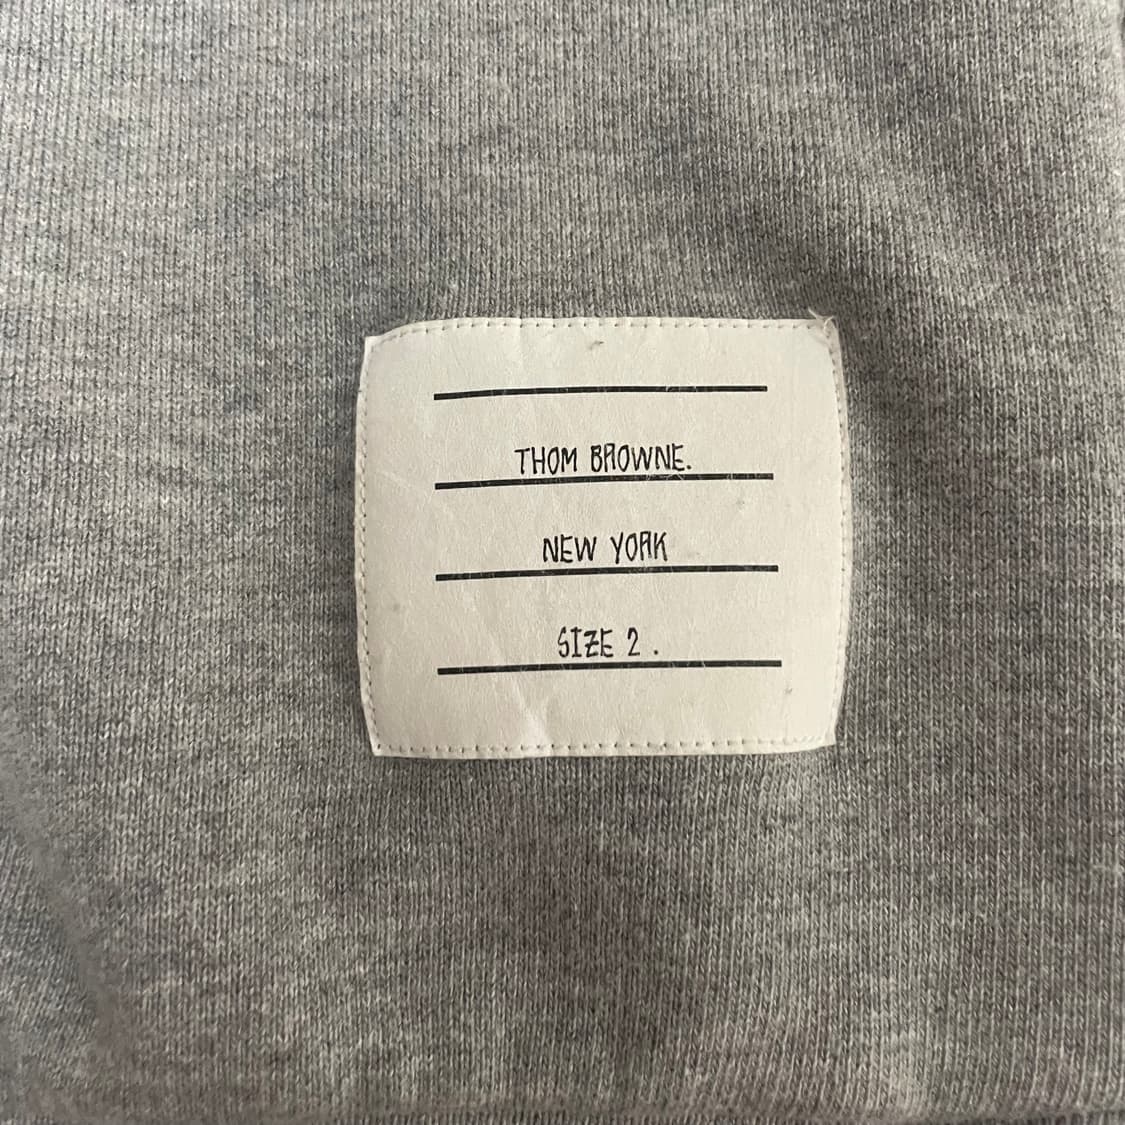 THOM BROWNE.
NEW YORK
SIZE 2 .